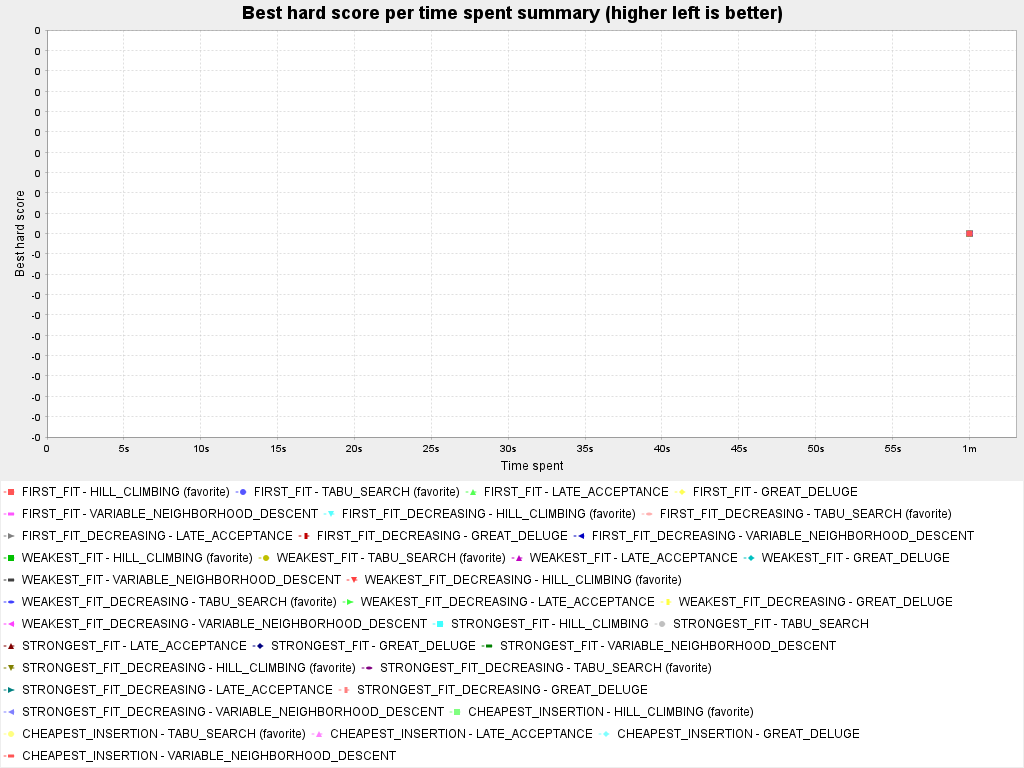 Best hard score per time spent summary (higher left is better)
Best hard score
0
0
0
0
0
0
0
0
0
0
0
-0
-0
-0
-0
-0
-0
-0
-0
-0
-0
0 5s 10s 15s 20s 25s 30s 35s 40s 45s 50s 55s 1m
Time spent
FIRST_FIT - HILL_CLIMBING (favorite) FIRST_FIT - TABU_SEARCH (favorite) FIRST_FIT - LATE_ACCEPTANCE FIRST_FIT - GREAT_DELUGE
FIRST_FIT - VARIABLE_NEIGHBORHOOD_DESCENT FIRST_FIT_DECREASING - HILL_CLIMBING (favorite) FIRST_FIT_DECREASING - TABU_SEARCH (favorite)
FIRST_FIT_DECREASING - LATE_ACCEPTANCE FIRST_FIT_DECREASING - GREAT_DELUGE FIRST_FIT_DECREASING - VARIABLE_NEIGHBORHOOD_DESCENT
WEAKEST_FIT - HILL_CLIMBING (favorite) WEAKEST_FIT - TABU_SEARCH (favorite) WEAKEST_FIT - LATE_ACCEPTANCE WEAKEST_FIT - GREAT_DELUGE
WEAKEST_FIT - VARIABLE_NEIGHBORHOOD_DESCENT WEAKEST_FIT_DECREASING - HILL_CLIMBING (favorite)
WEAKEST_FIT_DECREASING - TABU_SEARCH (favorite) WEAKEST_FIT_DECREASING - LATE_ACCEPTANCE WEAKEST_FIT_DECREASING - GREAT_DELUGE
WEAKEST_FIT_DECREASING - VARIABLE_NEIGHBORHOOD_DESCENT STRONGEST_FIT - HILL_CLIMBING STRONGEST_FIT - TABU_SEARCH
STRONGEST_FIT - LATE_ACCEPTANCE STRONGEST_FIT - GREAT_DELUGE STRONGEST_FIT - VARIABLE_NEIGHBORHOOD_DESCENT
STRONGEST_FIT_DECREASING - HILL_CLIMBING (favorite) STRONGEST_FIT_DECREASING - TABU_SEARCH (favorite)
STRONGEST_FIT_DECREASING - LATE_ACCEPTANCE STRONGEST_FIT_DECREASING - GREAT_DELUGE
STRONGEST_FIT_DECREASING - VARIABLE_NEIGHBORHOOD_DESCENT CHEAPEST_INSERTION - HILL_CLIMBING (favorite)
CHEAPEST_INSERTION - TABU_SEARCH (favorite) CHEAPEST_INSERTION - LATE_ACCEPTANCE CHEAPEST_INSERTION - GREAT_DELUGE
CHEAPEST_INSERTION - VARIABLE_NEIGHBORHOOD_DESCENT